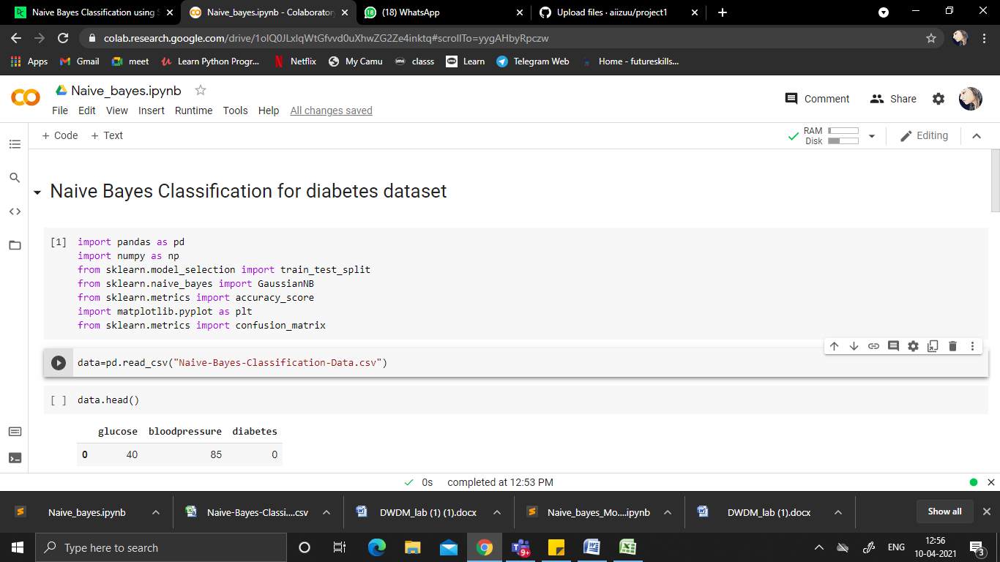 Naive Bayes Classification using S
Naive_bayes.ipynb - Colaboratory
(18) WhatsApp
Upload files · aiizuu/project1
colab.research.google.com/drive/1oIQ0JLxlqWtGfvvd0uXhwZG2Ze4inktq#scrollTo=yygAHbyRpczw
Apps
Gmail
meet
Learn Python Progr...
Netflix
My Camu
classs
Learn
Telegram Web
Home - futureskills...
Naive_bayes.ipynb
Comment
Share
File Edit View Insert Runtime Tools Help All changes saved
+ Code + Text
RAM
Disk
Editing
Naive Bayes Classification for diabetes dataset
[1] import pandas as pd
import numpy as np
from sklearn.model_selection import train_test_split
from sklearn.naive_bayes import GaussianNB
from sklearn.metrics import accuracy_score
import matplotlib.pyplot as plt
from sklearn.metrics import confusion_matrix
data=pd.read_csv("Naive-Bayes-Classification-Data.csv")
[ ] data.head()
glucose bloodpressure diabetes
0 40 85 0
0s completed at 12:53 PM
Naive_bayes.ipynb
Naive-Bayes-Classi....csv
DWDM_lab (1) (1).docx
Naive_bayes_Mo....ipynb
DWDM_lab (1).docx
Show all
Type here to search
9+
ENG
12:56
10-04-2021
3